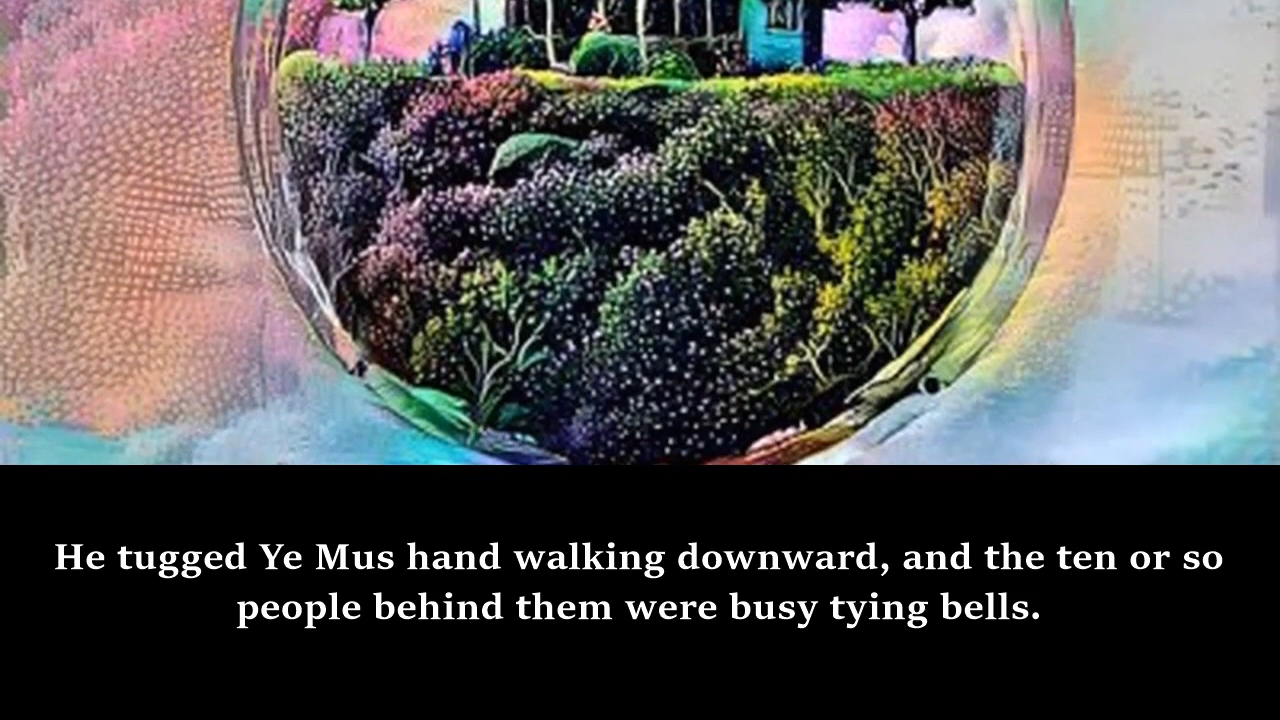 He tugged Ye Mus hand walking downward, and the ten or so
people behind them were busy tying bells.